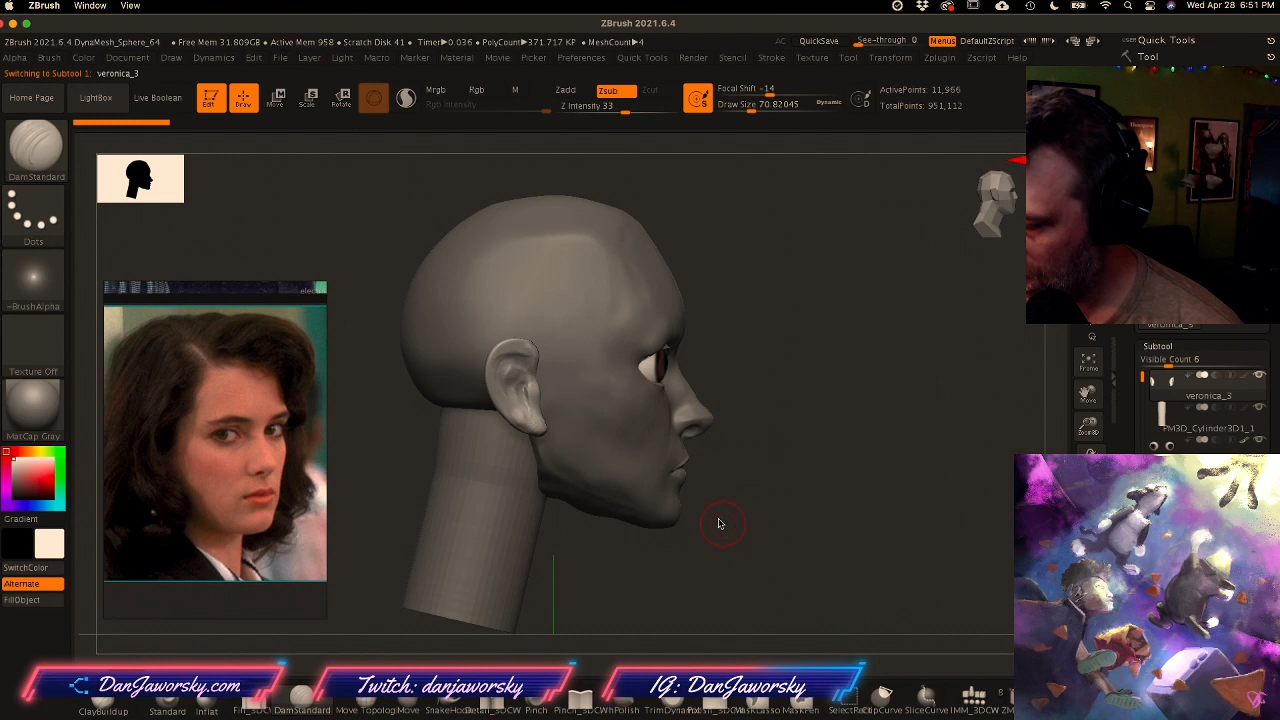 ZBrush Window View Wed Apr 28 6:51 PM
ZBrush 2021.6.4
ZBrush 2021.6.4 DynaMesh_Sphere_64 • Free Mem 31.809GB • Active Mem 958 • Scratch Disk 41 • Timer▶0.036 • PolyCount▶371.717 KP • MeshCount▶4 AC QuickSave See-through 0 Menus DefaultZScript Quick Tools
Alpha Brush Color Document Draw Dynamics Edit File Layer Light Macro Marker Material Movie Picker Preferences Quick Tools Render Stencil Stroke Texture Tool Transform Zplugin Zscript Help Tool
Switching to Subtool 1: veronica_3
Home Page LightBox Live Boolean Edit Draw Move Scale Rotate Mrgb Rgb M Zadd Zsub Zcut Focal Shift -14 ActivePoints: 11,966
Rgb Intensity Z Intensity 33 Draw Size 70.82045 Dynamic TotalPoints: 951,112
DamStandard
Dots
~BrushAlpha
Texture Off
MatCap Gray
Gradient
SwitchColor
Alternate
FillObject
Subtool
Visible Count 6
veronica_3
PM3D_Cylinder3D1_1
Frame
Move
Zoom3D
DanJaworsky.com Twitch: danjaworsky IG: DanJaworsky
ClayBuildup Standard Inflat DamStandard Pinch